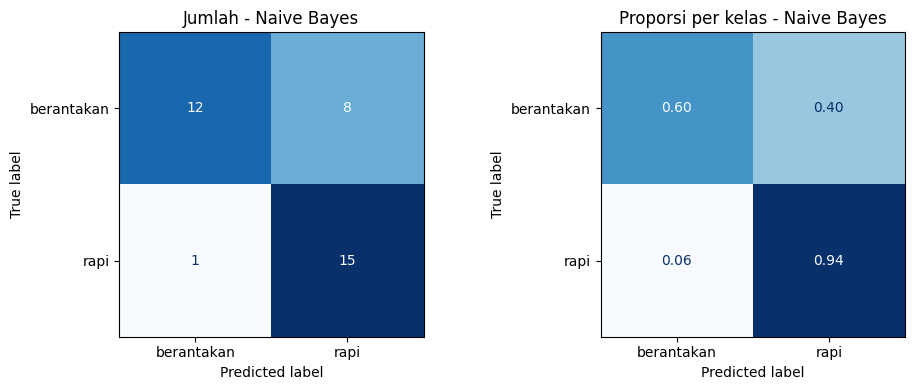 Jumlah - Naive Bayes
True label
berantakan
12
8
rapi
1
15
berantakan
rapi
Predicted label
Proporsi per kelas - Naive Bayes
True label
berantakan
0.60
0.40
rapi
0.06
0.94
berantakan
rapi
Predicted label